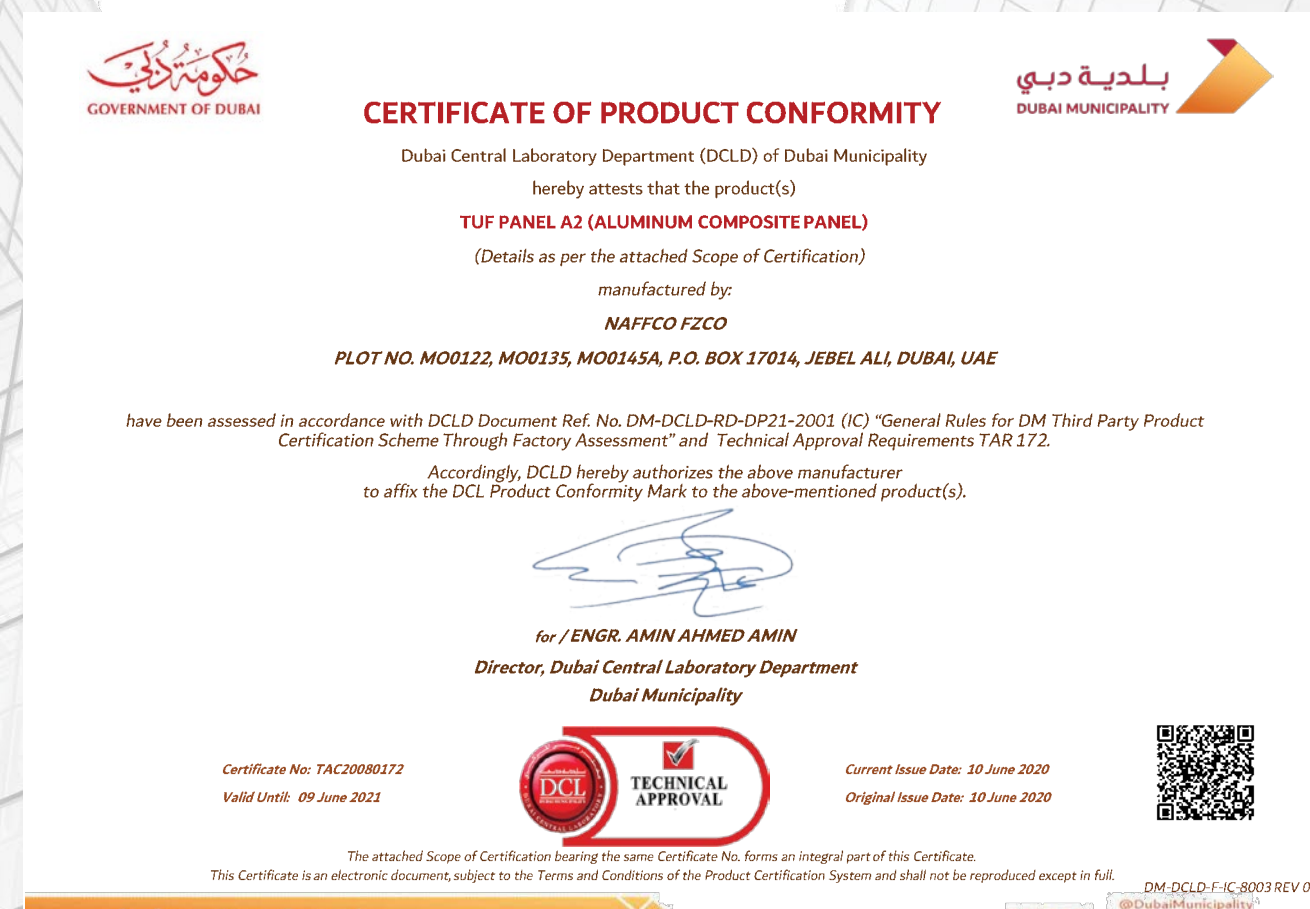 حكومة دبي
GOVERNMENT OF DUBAI
بلدية دبي
DUBAI MUNICIPALITY
CERTIFICATE OF PRODUCT CONFORMITY
Dubai Central Laboratory Department (DCLD) of Dubai Municipality
hereby attests that the product(s)
TUF PANEL A2 (ALUMINUM COMPOSITE PANEL)
(Details as per the attached Scope of Certification)
manufactured by:
NAFFCO FZCO
PLOT NO. MO0122, MO0135, MO0145A, P.O. BOX 17014, JEBEL ALI, DUBAI, UAE
have been assessed in accordance with DCLD Document Ref. No. DM-DCLD-RD-DP21-2001 (IC) “General Rules for DM Third Party Product
Certification Scheme Through Factory Assessment” and Technical Approval Requirements TAR 172.
Accordingly, DCLD hereby authorizes the above manufacturer
to affix the DCL Product Conformity Mark to the above-mentioned product(s).
for / ENGR. AMIN AHMED AMIN
Director, Dubai Central Laboratory Department
Dubai Municipality
Certificate No: TAC20080172
Valid Until: 09 June 2021
DCL
DUBAI CENTRAL LABORATORY
TECHNICAL
APPROVAL
Current Issue Date: 10 June 2020
Original Issue Date: 10 June 2020
The attached Scope of Certification bearing the same Certificate No. forms an integral part of this Certificate.
This Certificate is an electronic document, subject to the Terms and Conditions of the Product Certification System and shall not be reproduced except in full.
DM-DCLD-F-IC-8003 REV 0
@DubaiMunicipality